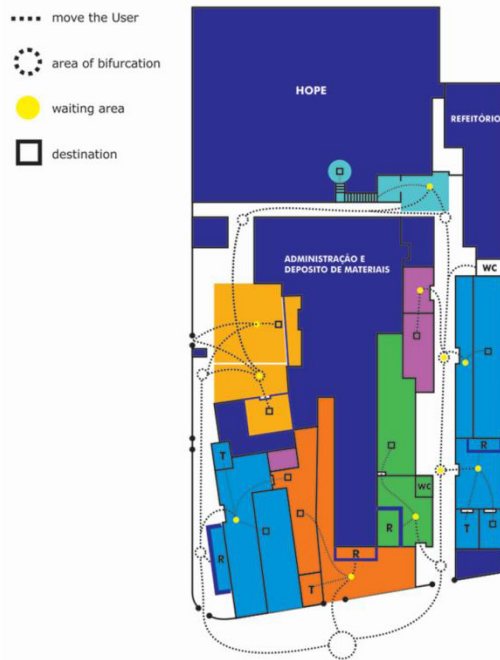 move the User
area of bifurcation
waiting area
destination
HOPE
REFEITÓRIO
ADMINISTRAÇÃO E
DEPOSITO DE MATERIAIS
WC
R
T
WC
R
R
T
R
T